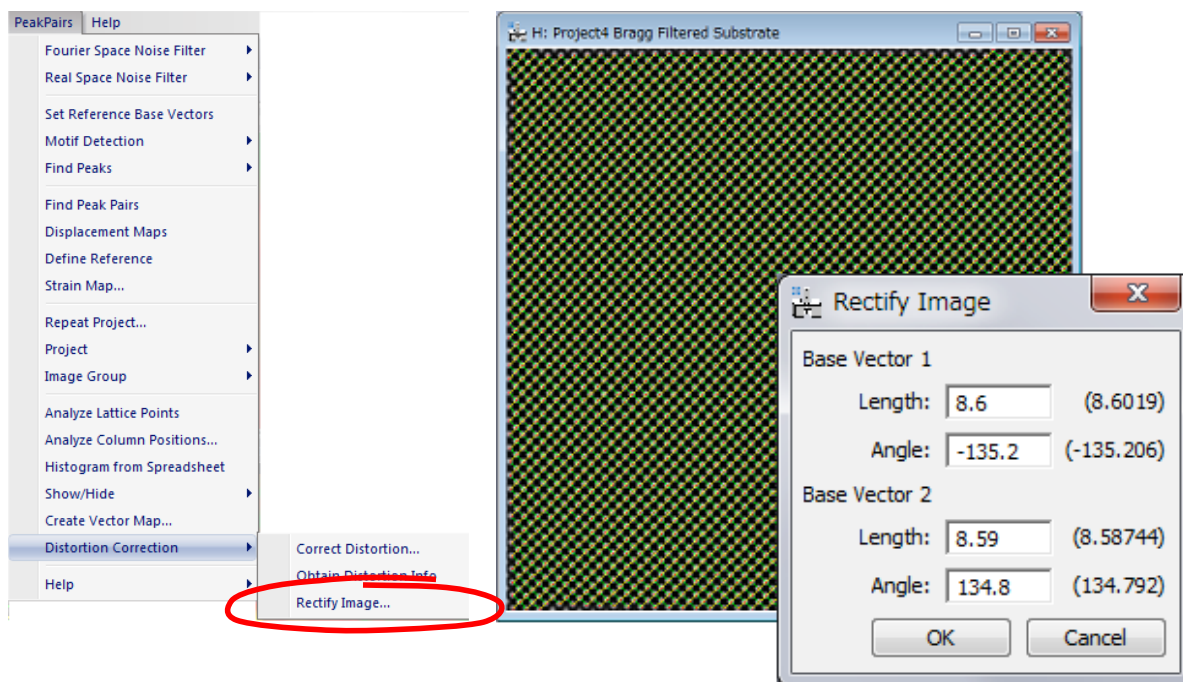 PeakPairs Help
Fourier Space Noise Filter
Real Space Noise Filter
Set Reference Base Vectors
Motif Detection
Find Peaks
Find Peak Pairs
Displacement Maps
Define Reference
Strain Map...
Repeat Project...
Project
Image Group
Analyze Lattice Points
Analyze Column Positions...
Histogram from Spreadsheet
Show/Hide
Create Vector Map...
Distortion Correction
Help
Correct Distortion...
Obtain Distortion Info
Rectify Image...
H: Project4 Bragg Filtered Substrate
Rectify Image
Base Vector 1
Length: 8.6 (8.6019)
Angle: -135.2 (-135.206)
Base Vector 2
Length: 8.59 (8.58744)
Angle: 134.8 (134.792)
OK Cancel